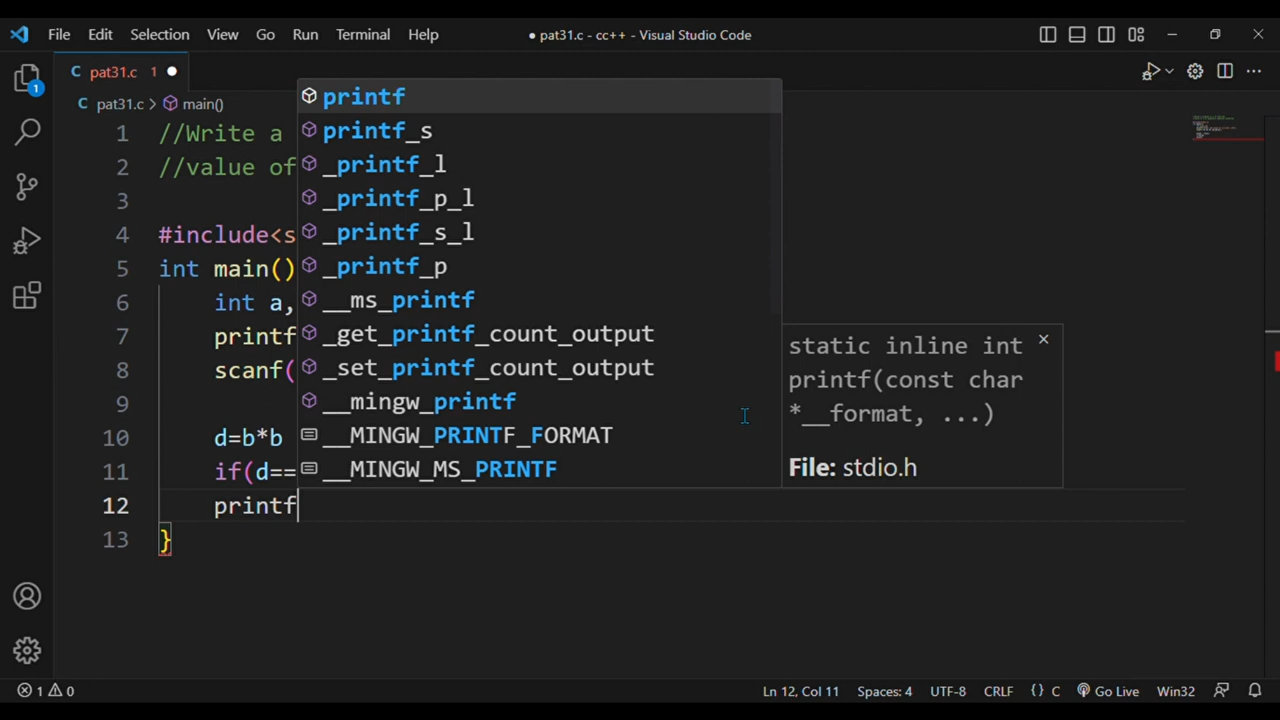 File Edit Selection View Go Run Terminal Help
● pat31.c - cc++ - Visual Studio Code
C pat31.c 1 ●
C pat31.c > main()
1 //Write a
2 //value of
3
4 #include<s
5 int main()
6 int a,
7 printf
8 scanf(
9
10 d=b*b
11 if(d==
12 printf
13 }
printf
printf_s
_printf_l
_printf_p_l
_printf_s_l
_printf_p
__ms_printf
_get_printf_count_output
_set_printf_count_output
__mingw_printf
__MINGW_PRINTF_FORMAT
__MINGW_MS_PRINTF
static inline int
printf(const char
*__format, ...)
File: stdio.h
1
1 0 Ln 12, Col 11 Spaces: 4 UTF-8 CRLF {} C Go Live Win32